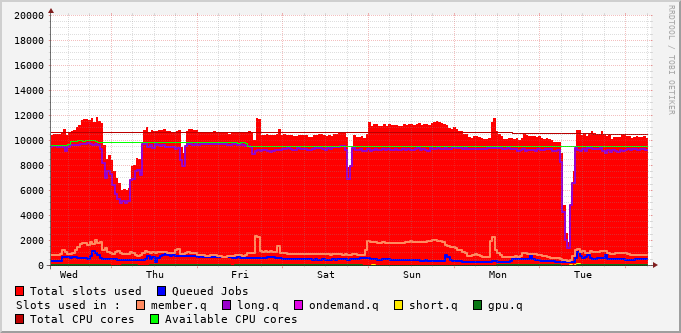 20000
18000
16000
14000
12000
10000
8000
6000
4000
2000
0
Wed Thu Fri Sat Sun Mon Tue
Total slots used Queued Jobs
Slots used in : member.q long.q ondemand.q short.q gpu.q
Total CPU cores Available CPU cores
RRDTOOL / TOBI OETIKER